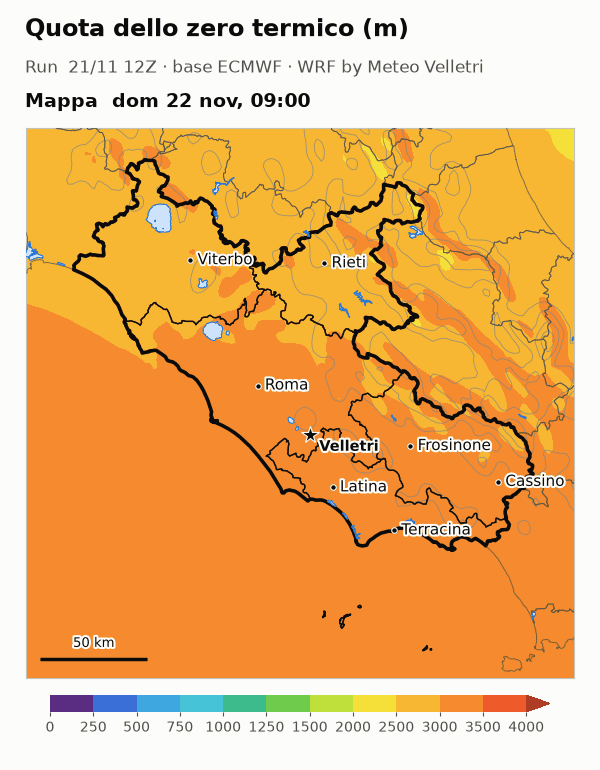 Quota dello zero termico (m)
Run 21/11 12Z · base ECMWF · WRF by Meteo Velletri
Mappa dom 22 nov, 09:00
Viterbo
Rieti
Roma
Velletri
Frosinone
Latina
Cassino
Terracina
50 km
0 250 500 750 1000 1250 1500 2000 2500 3000 3500 4000